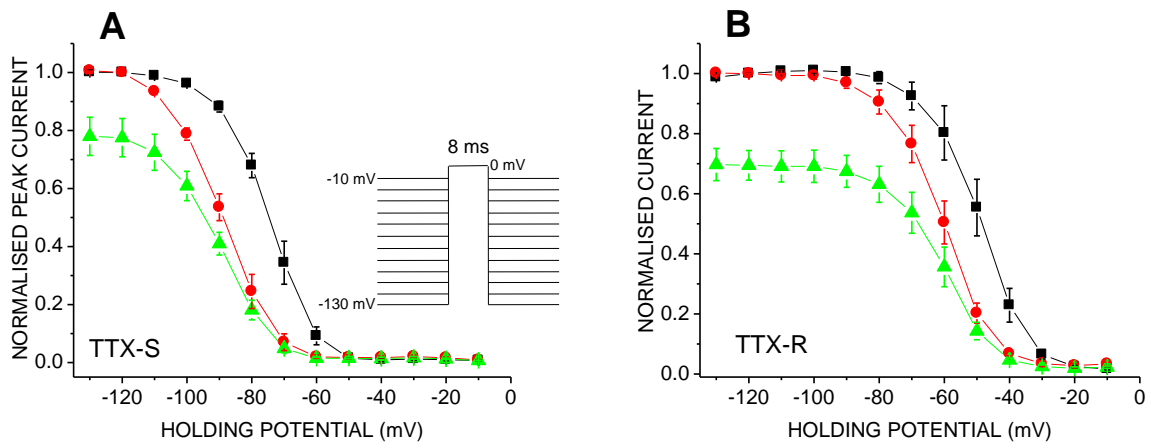 A
NORMALISED PEAK CURRENT
1.0
0.8
0.6
0.4
0.2
0.0
8 ms
0 mV
-10 mV
-130 mV
TTX-S
-120 -100 -80 -60 -40 -20 0
HOLDING POTENTIAL (mV)
B
NORMALISED CURRENT
1.0
0.8
0.6
0.4
0.2
0.0
TTX-R
-120 -100 -80 -60 -40 -20 0
HOLDING POTENTIAL (mV)